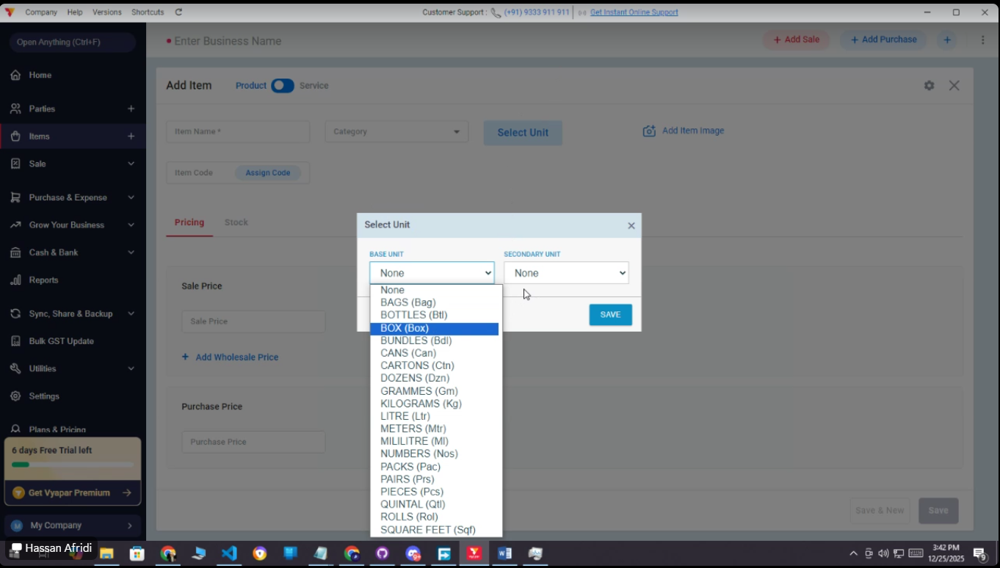 Company Help Versions Shortcuts
Customer Support : (+91) 9333 911 911 Get Instant Online Support
Open Anything (Ctrl+F)
Enter Business Name
+ Add Sale
+ Add Purchase
+
Home
Parties +
Items +
Sale
Purchase & Expense
Grow Your Business
Cash & Bank
Reports
Sync, Share & Backup
Bulk GST Update
Utilities
Settings
Plans & Pricing
6 days Free Trial left
Get Vyapar Premium
M My Company
Add Item Product Service
Item Name *
Category
Select Unit
Add Item Image
Item Code Assign Code
Pricing Stock
Sale Price
Sale Price
+ Add Wholesale Price
Purchase Price
Purchase Price
Select Unit
BASE UNIT SECONDARY UNIT
None None
None
BAGS (Bag)
BOTTLES (Btl)
BOX (Box)
BUNDLES (Bdl)
CANS (Can)
CARTONS (Ctn)
DOZENS (Dzn)
GRAMMES (Gm)
KILOGRAMS (Kg)
LITRE (Ltr)
METERS (Mtr)
MILILITRE (Ml)
NUMBERS (Nos)
PACKS (Pac)
PAIRS (Prs)
PIECES (Pcs)
QUINTAL (Qtl)
ROLLS (Rol)
SQUARE FEET (Sqf)
SAVE
Save & New Save
Hassan Afridi
3:42 PM
12/25/2025
9